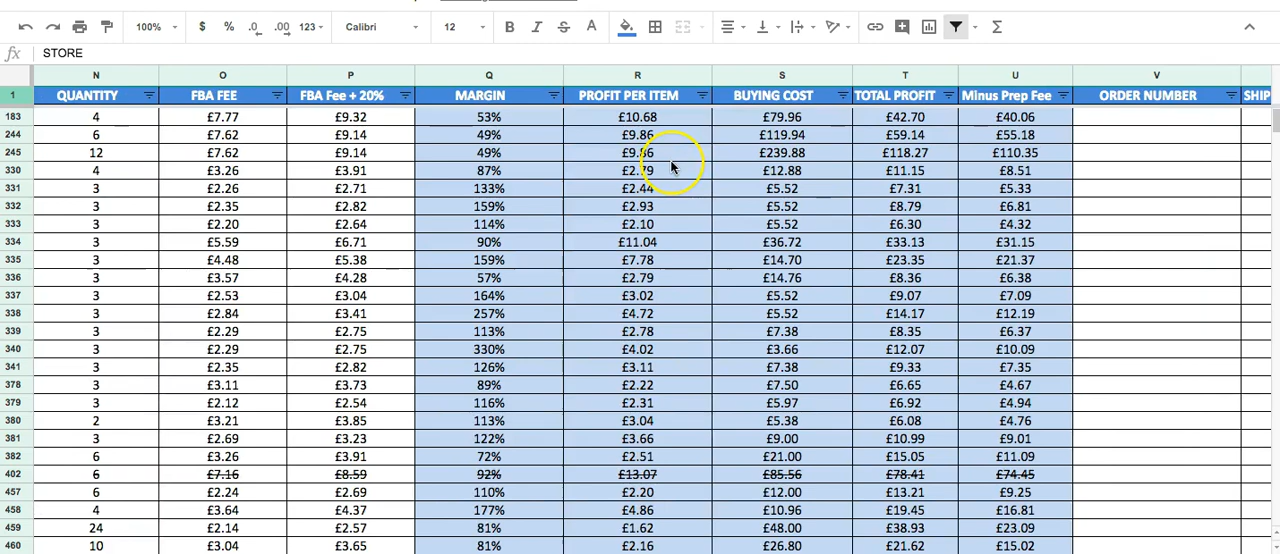 100% $ % .0 .00 123 Calibri 12 B I S A Σ
fx STORE
N O P Q R S T U V
1 QUANTITY FBA FEE FBA Fee + 20% MARGIN PROFIT PER ITEM BUYING COST TOTAL PROFIT Minus Prep Fee ORDER NUMBER SHIP
183 4 £7.77 £9.32 53% £10.68 £79.96 £42.70 £40.06
244 6 £7.62 £9.14 49% £9.86 £119.94 £59.14 £55.18
245 12 £7.62 £9.14 49% £9.86 £239.88 £118.27 £110.35
330 4 £3.26 £3.91 87% £2.79 £12.88 £11.15 £8.51
331 3 £2.26 £2.71 133% £2.44 £5.52 £7.31 £5.33
332 3 £2.35 £2.82 159% £2.93 £5.52 £8.79 £6.81
333 3 £2.20 £2.64 114% £2.10 £5.52 £6.30 £4.32
334 3 £5.59 £6.71 90% £11.04 £36.72 £33.13 £31.15
335 3 £4.48 £5.38 159% £7.78 £14.70 £23.35 £21.37
336 3 £3.57 £4.28 57% £2.79 £14.76 £8.36 £6.38
337 3 £2.53 £3.04 164% £3.02 £5.52 £9.07 £7.09
338 3 £2.84 £3.41 257% £4.72 £5.52 £14.17 £12.19
339 3 £2.29 £2.75 113% £2.78 £7.38 £8.35 £6.37
340 3 £2.29 £2.75 330% £4.02 £3.66 £12.07 £10.09
341 3 £2.35 £2.82 126% £3.11 £7.38 £9.33 £7.35
378 3 £3.11 £3.73 89% £2.22 £7.50 £6.65 £4.67
379 3 £2.12 £2.54 116% £2.31 £5.97 £6.92 £4.94
380 2 £3.21 £3.85 113% £3.04 £5.38 £6.08 £4.76
381 3 £2.69 £3.23 122% £3.66 £9.00 £10.99 £9.01
382 6 £3.26 £3.91 72% £2.51 £21.00 £15.05 £11.09
402 6 £7.16 £8.59 92% £13.07 £85.56 £78.41 £74.45
457 6 £2.24 £2.69 110% £2.20 £12.00 £13.21 £9.25
458 4 £3.64 £4.37 177% £4.86 £10.96 £19.45 £16.81
459 24 £2.14 £2.57 81% £1.62 £48.00 £38.93 £23.09
460 10 £3.04 £3.65 81% £2.16 £26.80 £21.62 £15.02